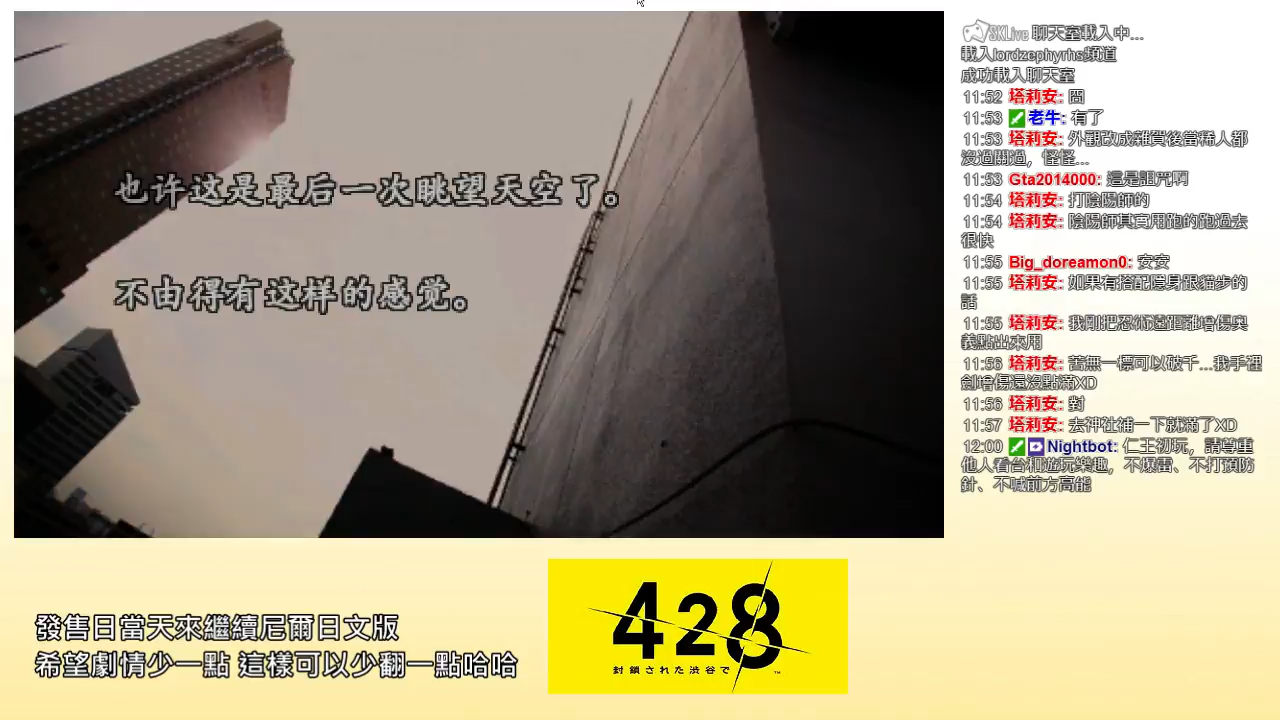 也许这是最后一次眺望天空了。
不由得有这样的感觉。
SKLive 聊天室載入中...
載入lordzephyrhs頻道
成功載入聊天室
11:52 塔莉安: 囧
11:53 老牛: 有了
11:53 塔莉安: 外觀改成雜賀後當稀人都
沒過關過，怪怪...
11:53 Gta2014000: 這是詛咒啊
11:54 塔莉安: 打陰陽師的
11:54 塔莉安: 陰陽師其實用跑的跑過去
很快
11:55 Big_doreamon0: 安安
11:55 塔莉安: 如果有搭配隱身跟貓步的
話
11:55 塔莉安: 我剛把忍術遠距離增傷奧
義點出來用
11:56 塔莉安: 苦無一標可以破千...我手裡
劍增傷還沒點滿XD
11:56 塔莉安: 對
11:57 塔莉安: 去神社補一下就滿了XD
12:00 Nightbot: 仁王初玩，請尊重
他人看台和遊玩樂趣，不爆雷、不打預防
針、不喊前方高能
發售日當天來繼續尼爾日文版
希望劇情少一點 這樣可以少翻一點哈哈
428
封鎖された渋谷で
TM